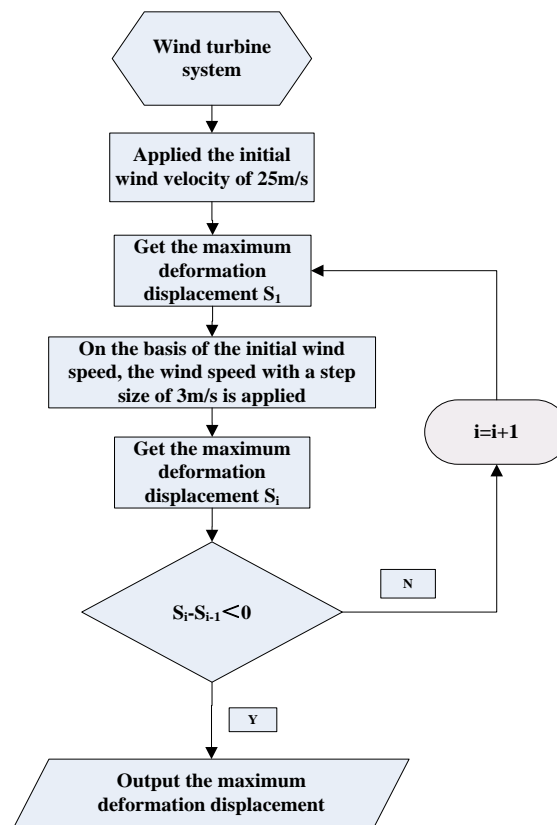 Wind turbine
system
Applied the initial
wind velocity of 25m/s
Get the maximum
deformation
displacement S₁
On the basis of the initial wind
speed, the wind speed with a step
size of 3m/s is applied
Get the maximum
deformation
displacement Sᵢ
i=i+1
Sᵢ-Sᵢ₋₁<0
N
Y
Output the maximum
deformation displacement